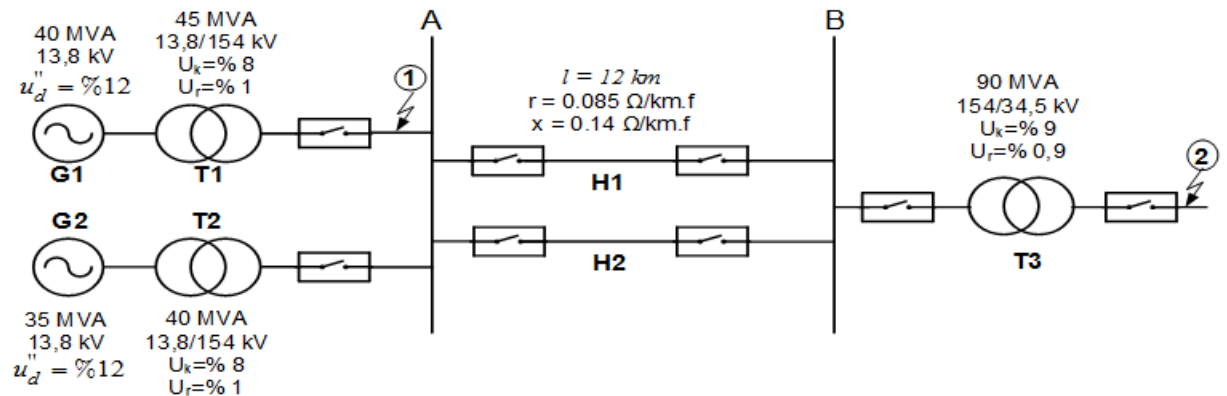 40 MVA
13,8 kV
u"d = %12
G1
45 MVA
13,8/154 kV
Uk=% 8
Ur=% 1
T1
1
A
l = 12 km
r = 0.085 Ω/km.f
x = 0.14 Ω/km.f
H1
B
90 MVA
154/34,5 kV
Uk=% 9
Ur=% 0,9
2
T3
G2
35 MVA
13,8 kV
u"d = %12
T2
40 MVA
13,8/154 kV
Uk=% 8
Ur=% 1
H2